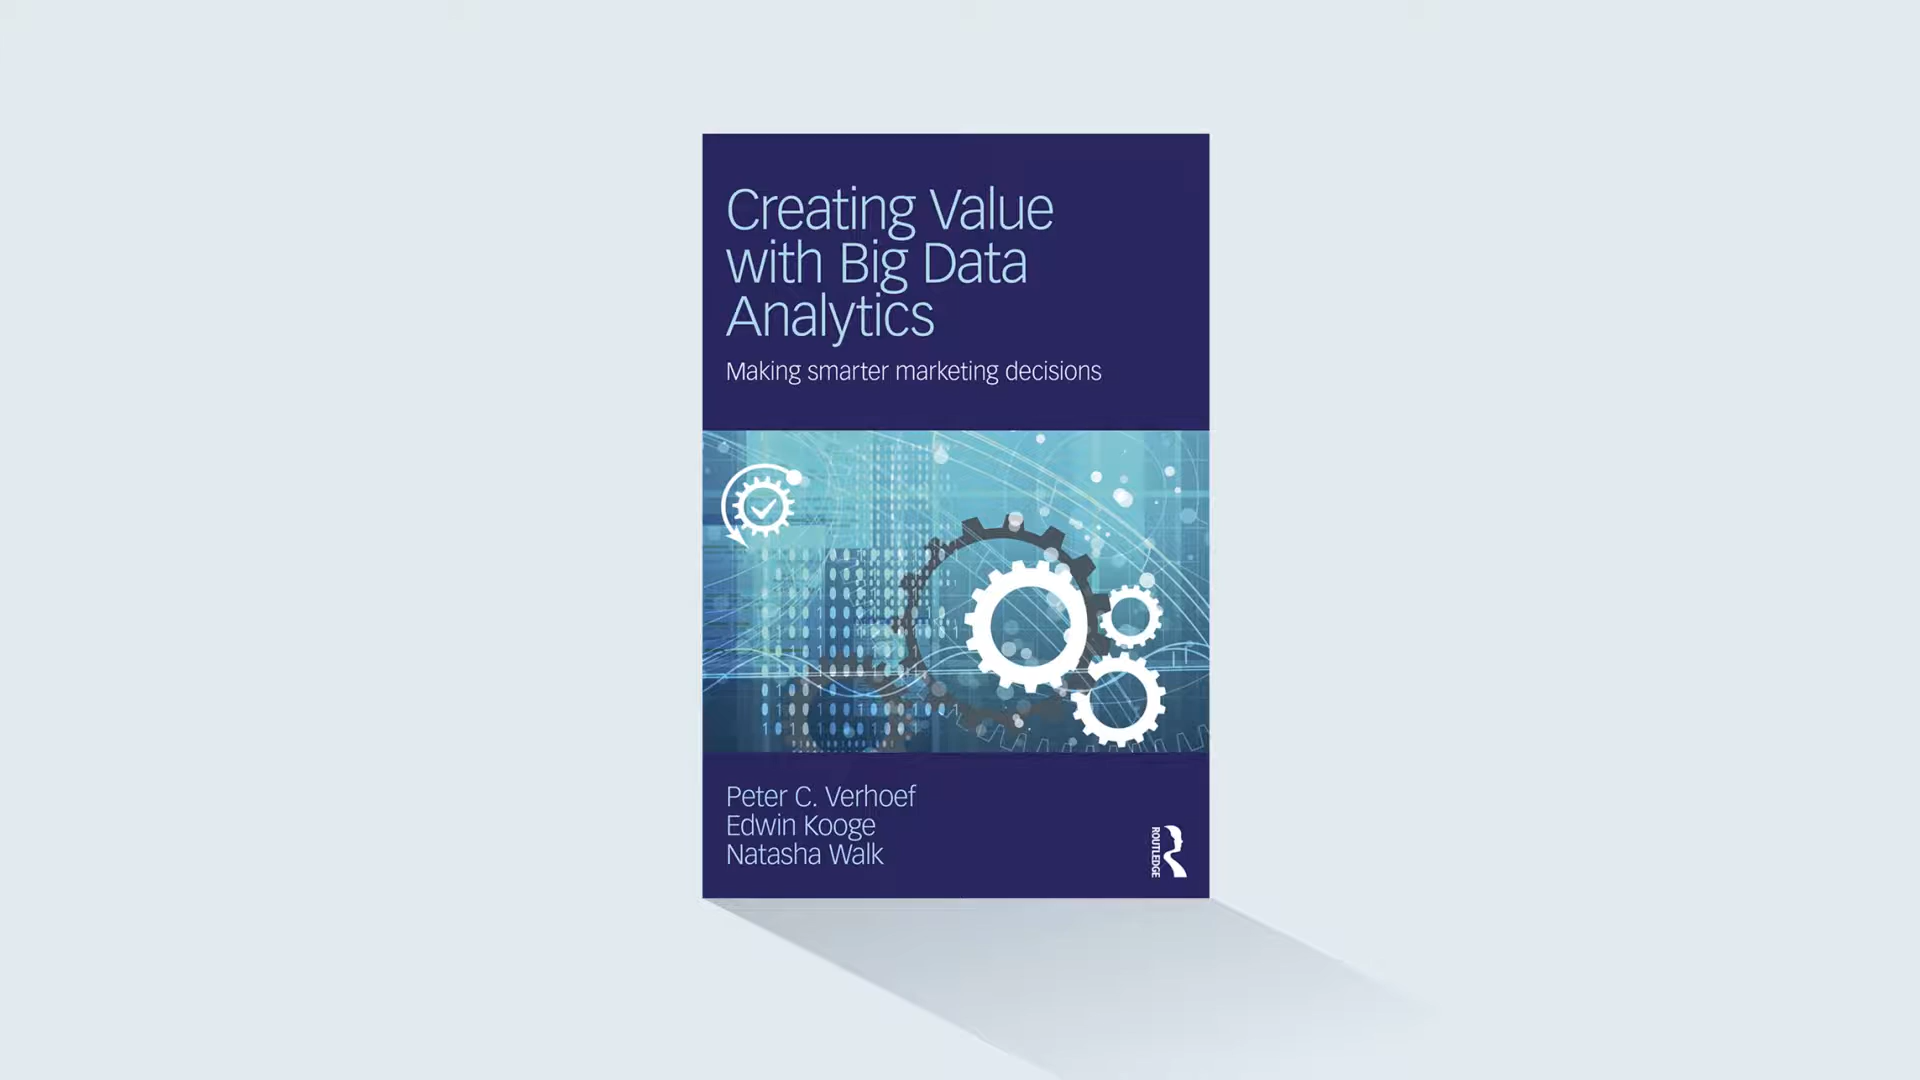 Creating Value
with Big Data
Analytics
Making smarter marketing decisions
Peter C. Verhoef
Edwin Kooge
Natasha Walk
ROUTLEDGE